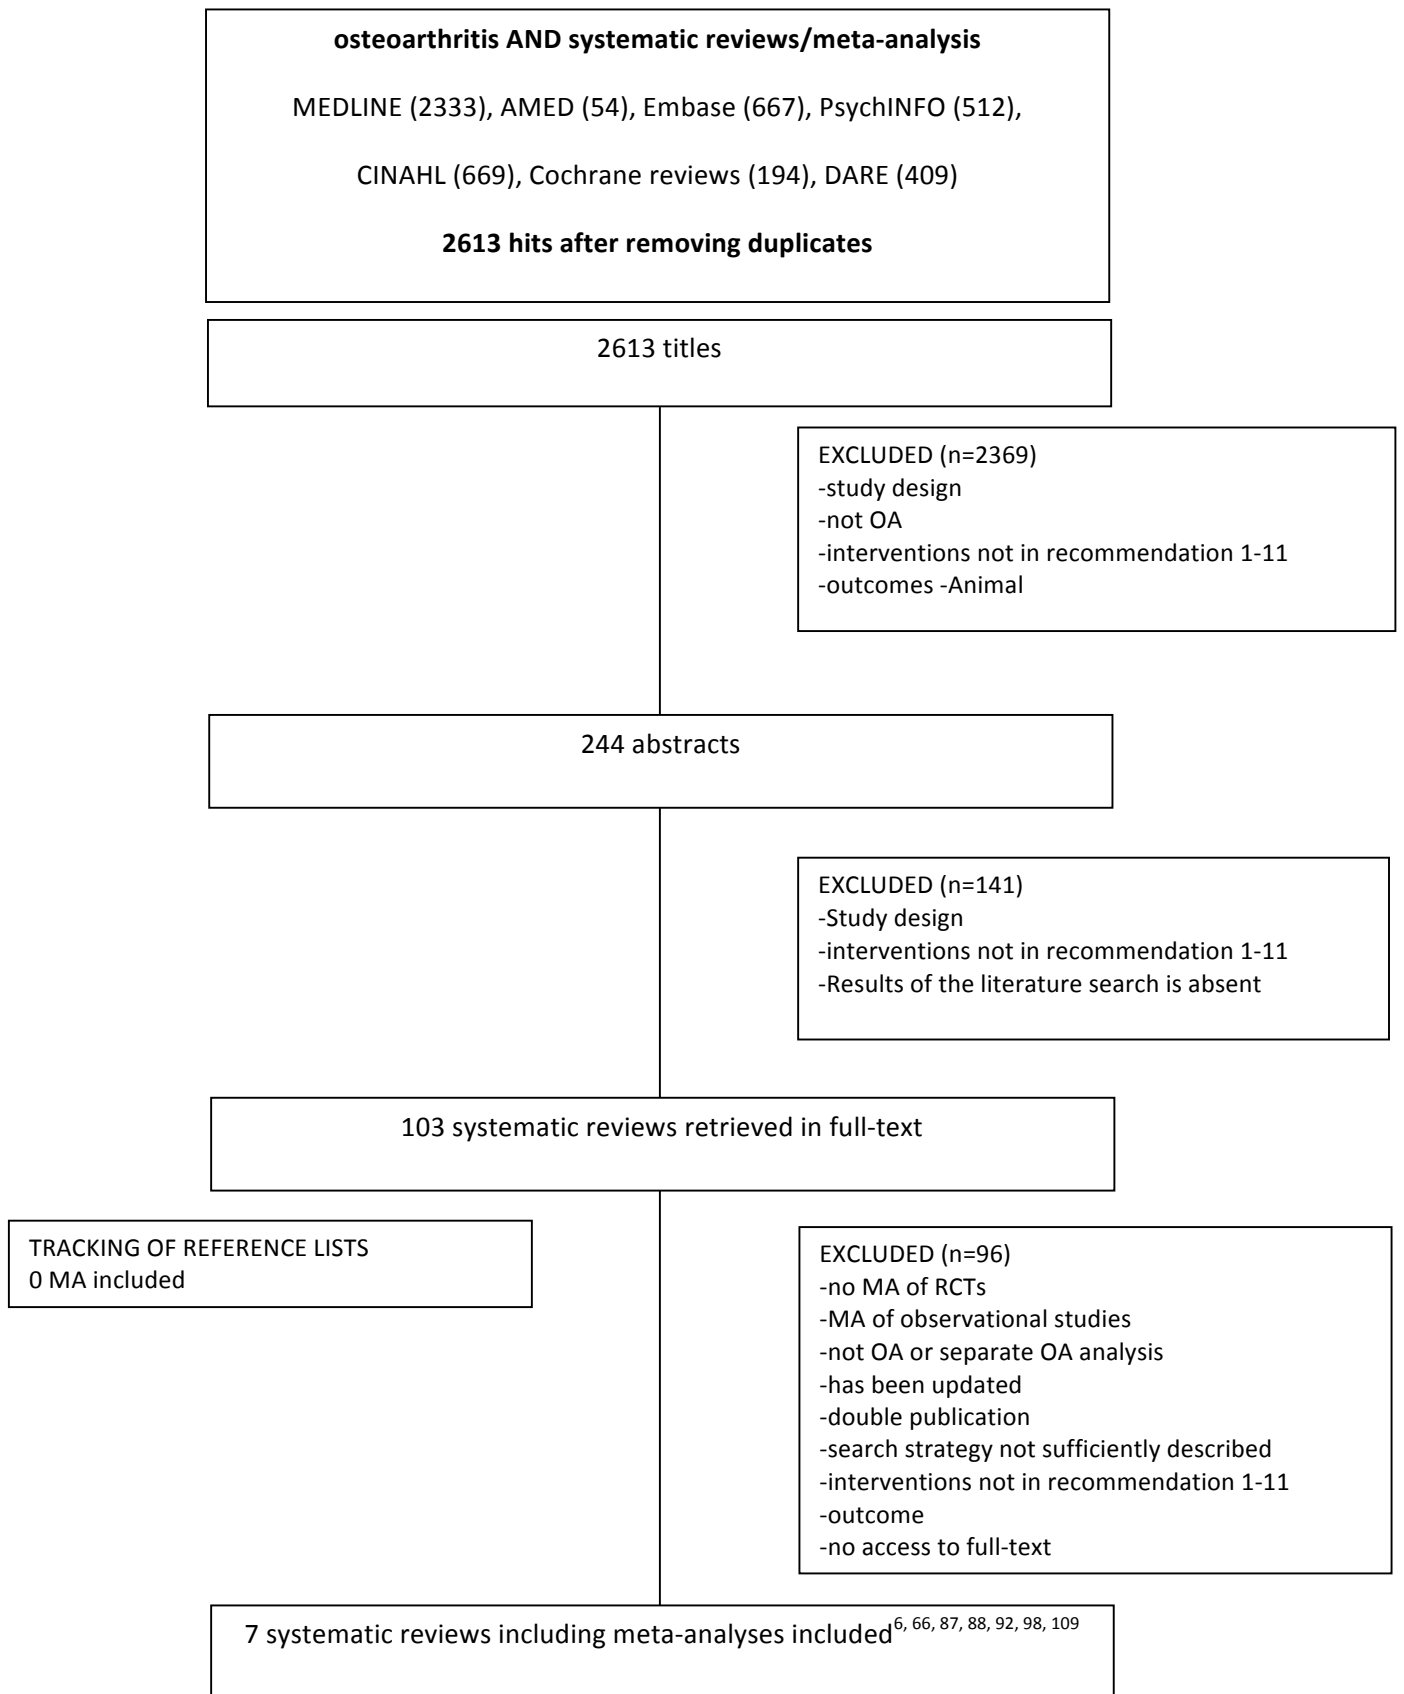 osteoarthritis AND systematic reviews/meta-analysis
MEDLINE (2333), AMED (54), Embase (667), PsychINFO (512),
CINAHL (669), Cochrane reviews (194), DARE (409)
2613 hits after removing duplicates
2613 titles
EXCLUDED (n=2369)
-study design
-not OA
-interventions not in recommendation 1-11
-outcomes -Animal
244 abstracts
EXCLUDED (n=141)
-Study design
-interventions not in recommendation 1-11
-Results of the literature search is absent
103 systematic reviews retrieved in full-text
TRACKING OF REFERENCE LISTS
0 MA included
EXCLUDED (n=96)
-no MA of RCTs
-MA of observational studies
-not OA or separate OA analysis
-has been updated
-double publication
-search strategy not sufficiently described
-interventions not in recommendation 1-11
-outcome
-no access to full-text
7 systematic reviews including meta-analyses included6, 66, 87, 88, 92, 98, 109